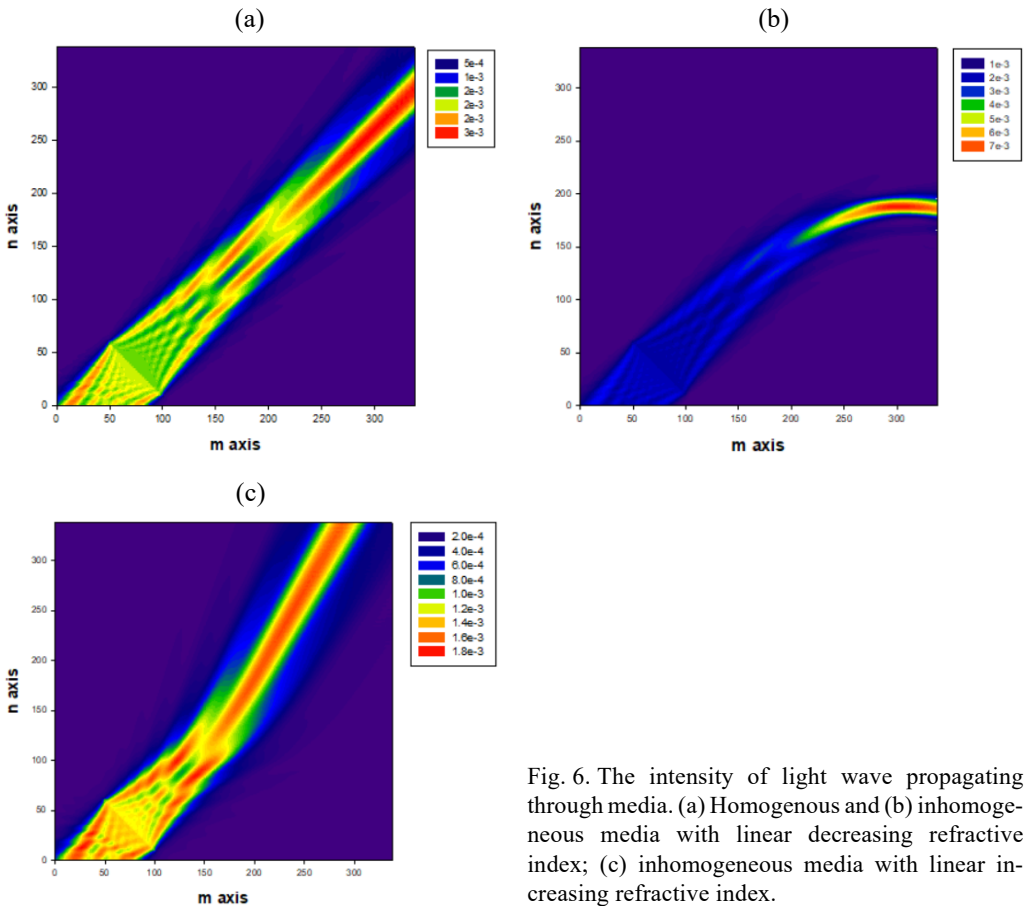 (a)
(b)
n axis
300
250
200
150
100
50
0
0
50
100
150
200
250
300
m axis
5e-4
1e-3
2e-3
2e-3
2e-3
3e-3
n axis
300
250
200
150
100
50
0
0
50
100
150
200
250
300
m axis
1e-3
2e-3
3e-3
4e-3
5e-3
6e-3
7e-3
(c)
n axis
300
250
200
150
100
50
0
0
50
100
150
200
250
300
m axis
2.0e-4
4.0e-4
6.0e-4
8.0e-4
1.0e-3
1.2e-3
1.4e-3
1.6e-3
1.8e-3
Fig. 6. The intensity of light wave propagating
through media. (a) Homogenous and (b) inhomoge-
neous media with linear decreasing refractive
index; (c) inhomogeneous media with linear in-
creasing refractive index.